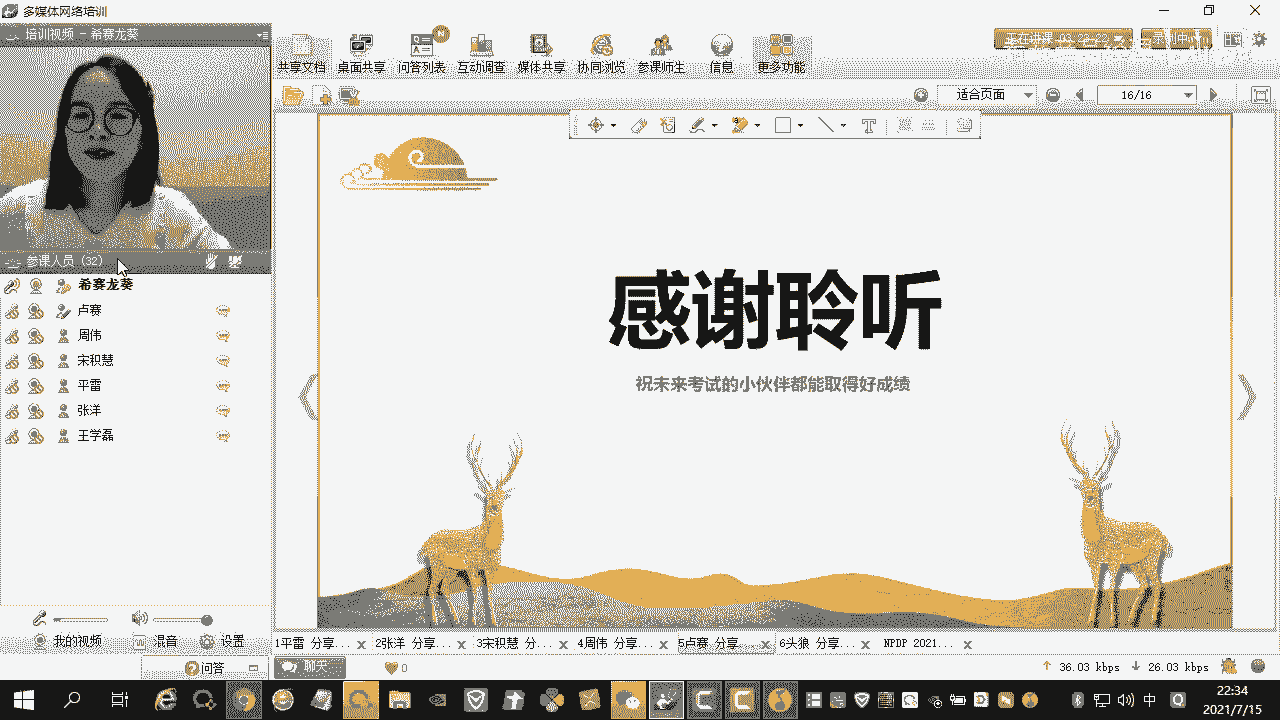 多媒体网络培训
培训视频 - 希赛龙葵
共享文档 桌面共享 问答列表 互动调查 媒体共享 协同浏览 参课师生 信息 更多功能
N
适合页面
16/16
参课人员 (32)
希赛龙葵
卢赛
周伟
宋积慧
平雷
张洋
王学磊
感谢聆听
祝未来考试的小伙伴都能取得好成绩
我的视频 混音 设置
1平雷 分享... 2张洋 分享... 3宋积慧 分... 4周伟 分享... 5卢赛 分享... 6头狼 分享... NPDP 2021...
问答
聊天
0
36.03 kbps 26.03 kbps
中
22:34
2021/7/15